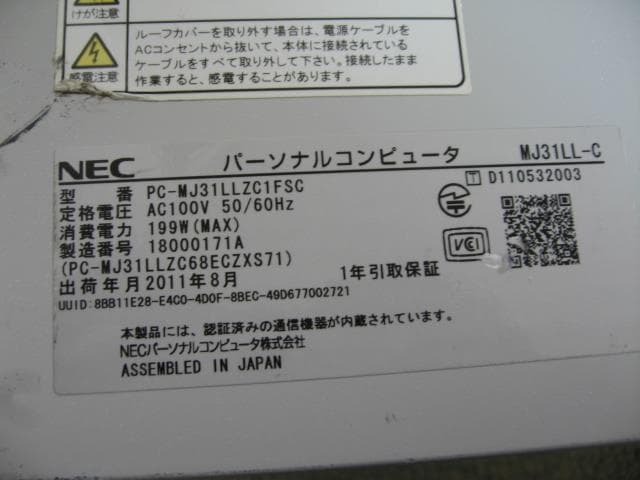 けが注意
ルーフカバーを取り外す場合は、電源ケーブルを
ACコンセントから抜いて、本体に接続されている
ケーブルをすべて取り外して下さい。接続したまま
作業すると、感電することがあります。
感電注意
NEC パーソナルコンピュータ MJ31LL-C
型 番 PC-MJ31LLZC1FSC
T D110532003
定格電圧 AC100V 50/60Hz
消費電力 199W(MAX)
製造番号 18000171A
VCCI
(PC-MJ31LLZC68ECZXS71)
出荷年月 2011年8月 1年引取保証
UUID:8BB11E28-E4C0-4D0F-8BEC-49D677002721
本製品には、認証済みの通信機器が内蔵されています。
NECパーソナルコンピュータ株式会社
ASSEMBLED IN JAPAN